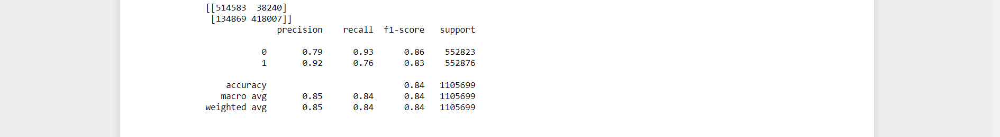 [[514583  38240]
 [134869 418007]]
              precision    recall  f1-score   support

           0       0.79      0.93      0.86    552823
           1       0.92      0.76      0.83    552876

    accuracy                           0.84   1105699
   macro avg       0.85      0.84      0.84   1105699
weighted avg       0.85      0.84      0.84   1105699